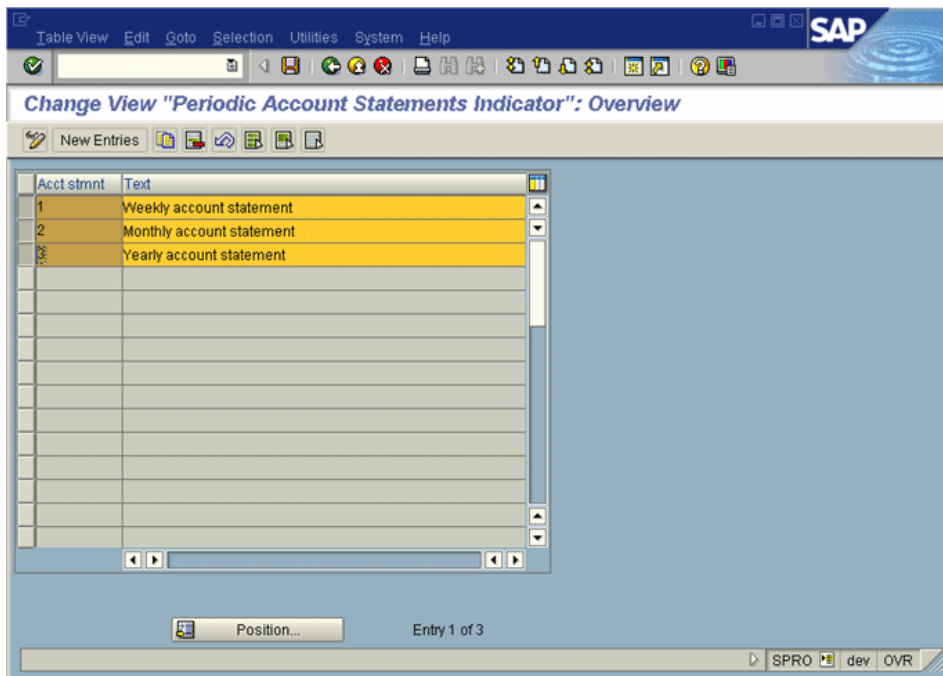 Table View Edit Goto Selection Utilities System Help
SAP
Change View "Periodic Account Statements Indicator": Overview
New Entries
Acct stmnt Text
1 Weekly account statement
2 Monthly account statement
3 Yearly account statement
Position... Entry 1 of 3
SPRO dev OVR